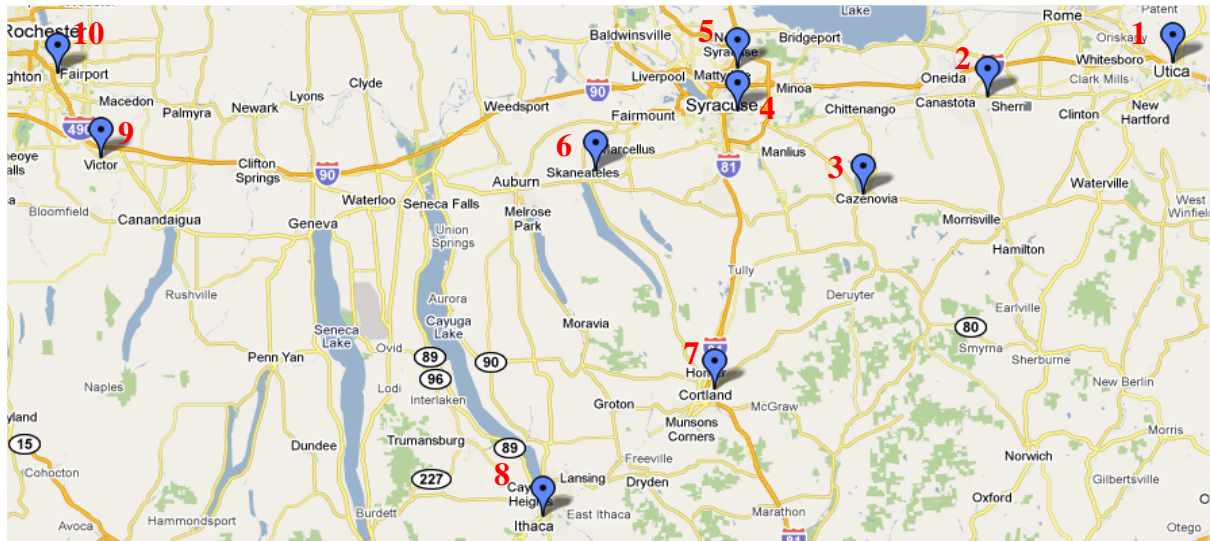 Lake
Rome
Patent
Rochester
10
5
Baldwinsville
Bridgeport
1
Oriskany
Syracuse
2
Whitesboro
Utica
Fairport
Liverpool
Mattydale
Minoa
Oneida
Clark Mills
Clyde
90
Weedsport
Macedon
Lyons
Newark
Palmyra
Syracuse
4
Chittenango
Canastota
Sherrill
Clinton
New
Hartford
Fairmount
490
9
6
Marcellus
Manlius
3
Victor
Clifton
Springs
90
Skaneateles
81
Auburn
Cazenovia
Waterville
West
Winfield
Bloomfield
Canandaigua
Waterloo
Seneca Falls
Geneva
Melrose
Park
Morrisville
Union
Springs
Hamilton
Tully
Rushville
Aurora
Deruyter
Earlville
Cayuga
Lake
Moravia
Seneca
Lake
80
Smyrna
Sherburne
Penn Yan
Ovid
89
90
7
Homer
96
Naples
Lodi
Interlaken
Cortland
New Berlin
Groton
McGraw
15
Dundee
Trumansburg
Munsons
Corners
Morris
89
Norwich
Cohocton
8
227
Freeville
Lansing
Dryden
Gilbertsville
Cayuga
Heights
Oxford
Hammondsport
Burdett
Ithaca
East Ithaca
Marathon
Avoca
81
Otego